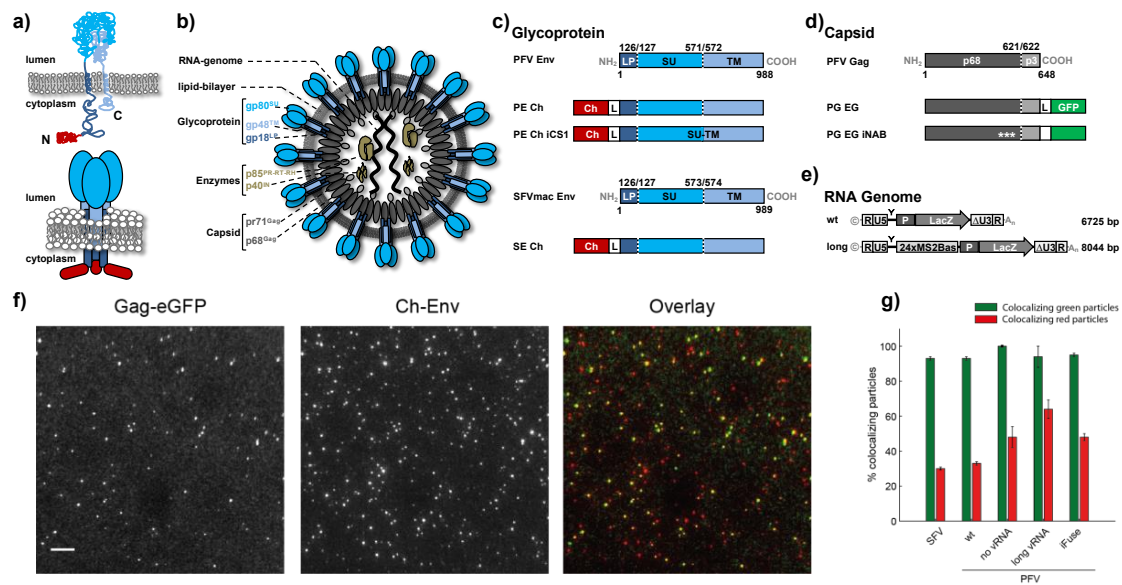 a)
lumen
cytoplasm
C
N
lumen
cytoplasm
b)
RNA-genome
lipid-bilayer
Glycoprotein
gp80SU
gp48TM
gp18LP
Enzymes
p85PR-RT-RH
p40IN
Capsid
pr71Gag
p68Gag
c) Glycoprotein
126/127 571/572
PFV Env NH2 LP SU TM COOH
1 988
PE Ch Ch L
PE Ch iCS1 Ch L SU-TM
126/127 573/574
SFVmac Env NH2 LP SU TM COOH
1 989
SE Ch Ch L
d) Capsid
621/622
PFV Gag NH2 p68 p3 COOH
1 648
PG EG L GFP
PG EG iNAB *** L GFP
e) RNA Genome
wt © R U5 P LacZ ΔU3 R An 6725 bp
long © R U5 24xMS2Bas P LacZ ΔU3 R An 8044 bp
f)
Gag-eGFP Ch-Env Overlay
g)
Colocalizing green particles
Colocalizing red particles
% colocalizing particles
100
80
60
40
20
0
SFV wt no vRNA long vRNA iFuse
PFV